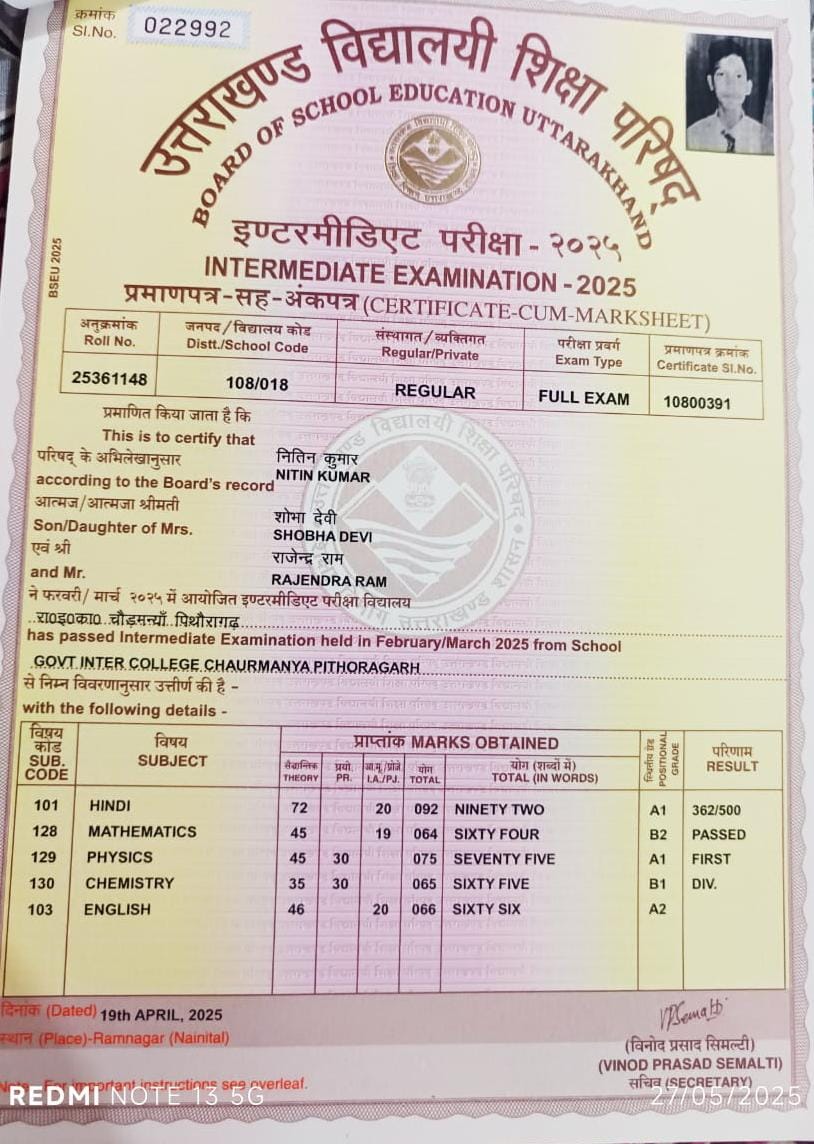 क्रमांक
Sl.No. 022992
उत्तराखण्ड विद्यालयी शिक्षा परिषद्
BOARD OF SCHOOL EDUCATION UTTARAKHAND
BSEU 2025
इण्टरमीडिएट परीक्षा - २०२५
INTERMEDIATE EXAMINATION - 2025
प्रमाणपत्र-सह-अंकपत्र (CERTIFICATE-CUM-MARKSHEET)
अनुक्रमांक जनपद/विद्यालय कोड संस्थागत/व्यक्तिगत परीक्षा प्रवर्ग प्रमाणपत्र क्रमांक
Roll No. Distt./School Code Regular/Private Exam Type Certificate Sl.No.
25361148 108/018 REGULAR FULL EXAM 10800391
प्रमाणित किया जाता है कि
This is to certify that
परिषद् के अभिलेखानुसार नितिन कुमार
according to the Board's record NITIN KUMAR
आत्मज/आत्मजा श्रीमती शोभा देवी
Son/Daughter of Mrs. SHOBHA DEVI
एवं श्री राजेन्द्र राम
and Mr. RAJENDRA RAM
ने फरवरी/ मार्च २०२५ में आयोजित इण्टरमीडिएट परीक्षा विद्यालय
रा०इ०का० चौड़मन्याँ पिथौरागढ़
has passed Intermediate Examination held in February/March 2025 from School
GOVT INTER COLLEGE CHAURMANYA PITHORAGARH
से निम्न विवरणानुसार उत्तीर्ण की है -
with the following details -
विषय कोड विषय प्राप्तांक MARKS OBTAINED स्थितीय ग्रेड परिणाम
SUB. CODE SUBJECT POSITIONAL GRADE RESULT
सैद्धान्तिक प्रयो. आ.मू./प्रोजे योग योग (शब्दों में)
THEORY PR. I.A./PJ. TOTAL TOTAL (IN WORDS)
101 HINDI 72 20 092 NINETY TWO A1 362/500
128 MATHEMATICS 45 19 064 SIXTY FOUR B2 PASSED
129 PHYSICS 45 30 075 SEVENTY FIVE A1 FIRST
130 CHEMISTRY 35 30 065 SIXTY FIVE B1 DIV.
103 ENGLISH 46 20 066 SIXTY SIX A2
दिनांक (Dated) 19th APRIL, 2025
स्थान (Place)-Ramnagar (Nainital)
VPSemalti
(विनोद प्रसाद सिमल्टी)
(VINOD PRASAD SEMALTI)
सचिव (SECRETARY)
Note- For important instructions see overleaf.
REDMI NOTE 13 5G 27/05/2025